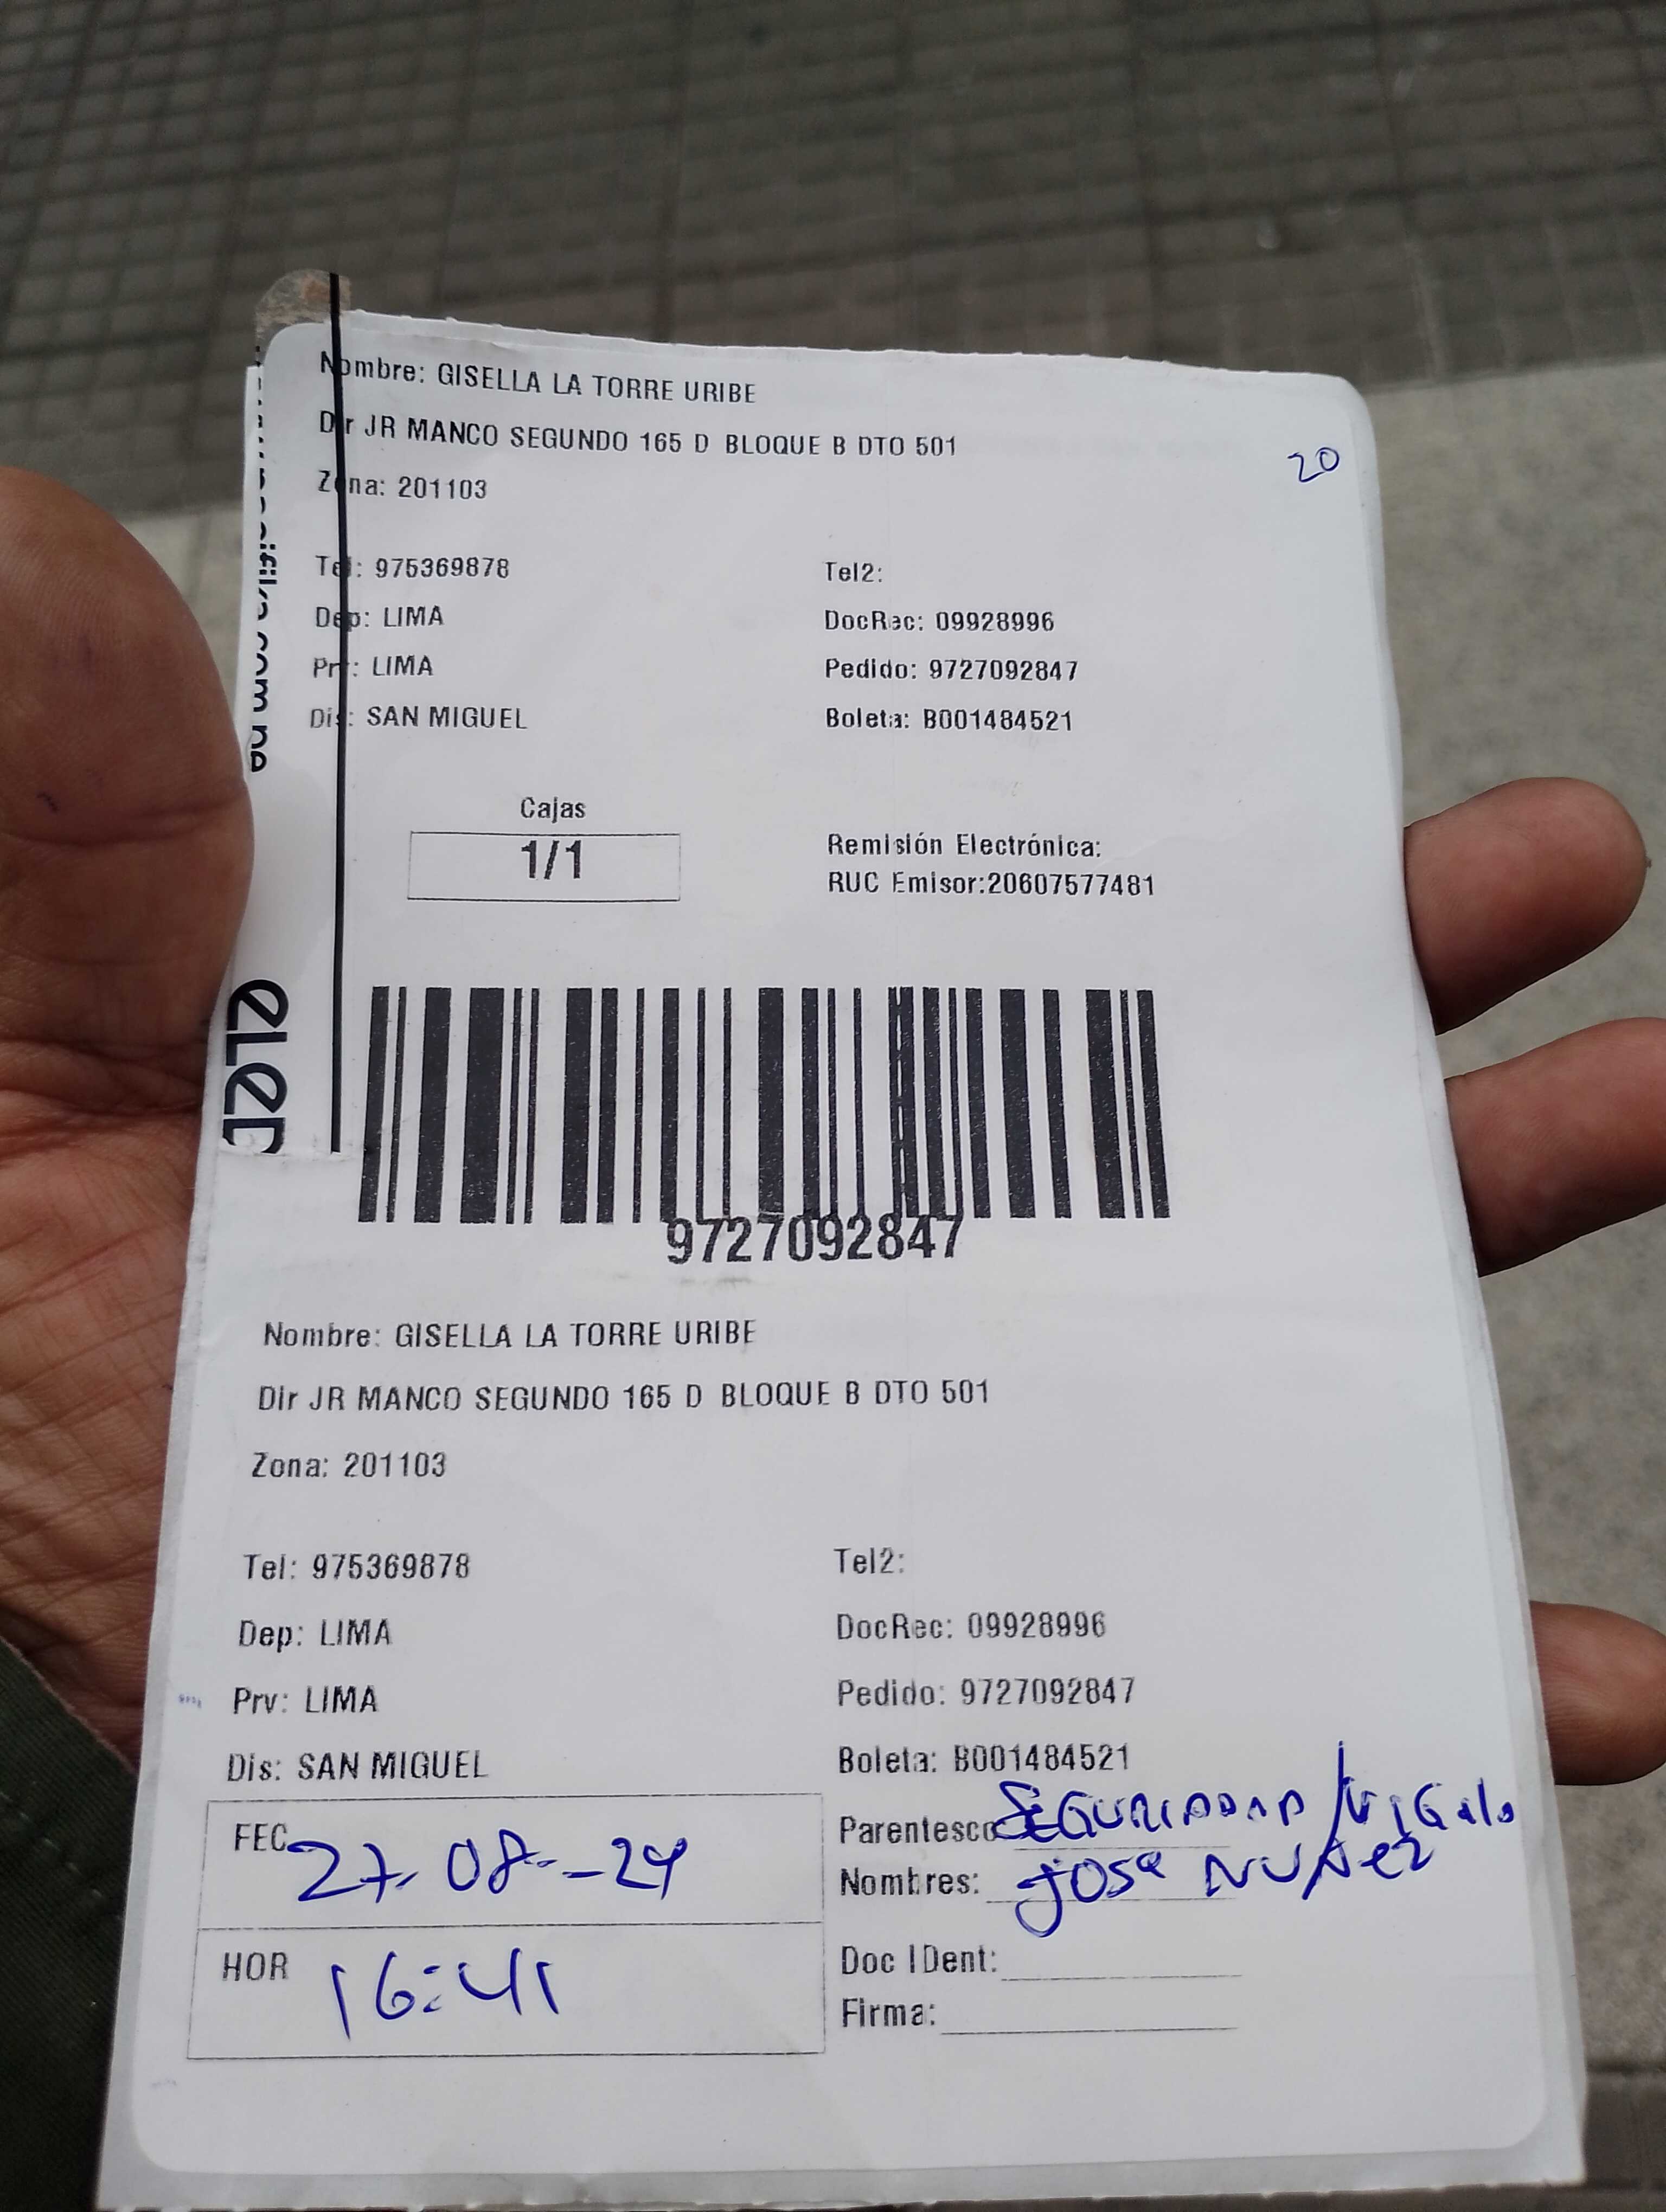 Nombre: GISELLA LA TORRE URIBE
Dir JR MANCO SEGUNDO 165 D BLOQUE B DTO 501
20
Zona: 201103
Tel: 975369878 Tel2:
Dep: LIMA DocRec: 09928996
Prv: LIMA Pedido: 9727092847
Dis: SAN MIGUEL Boleta: B001484521
Cajas
1/1
Remisión Electrónica:
RUC Emisor:20607577481
9727092847
Nombre: GISELLA LA TORRE URIBE
Dir JR MANCO SEGUNDO 165 D BLOQUE B DTO 501
Zona: 201103
Tel: 975369878 Tel2:
Dep: LIMA DocRec: 09928996
Prv: LIMA Pedido: 9727092847
Dis: SAN MIGUEL Boleta: B001484521
FEC 27-08-24
Parentesco SEGURIDAD/Vigila
Nombres: Jose NUÑez
HOR 16:41
Doc IDent:
Firma: